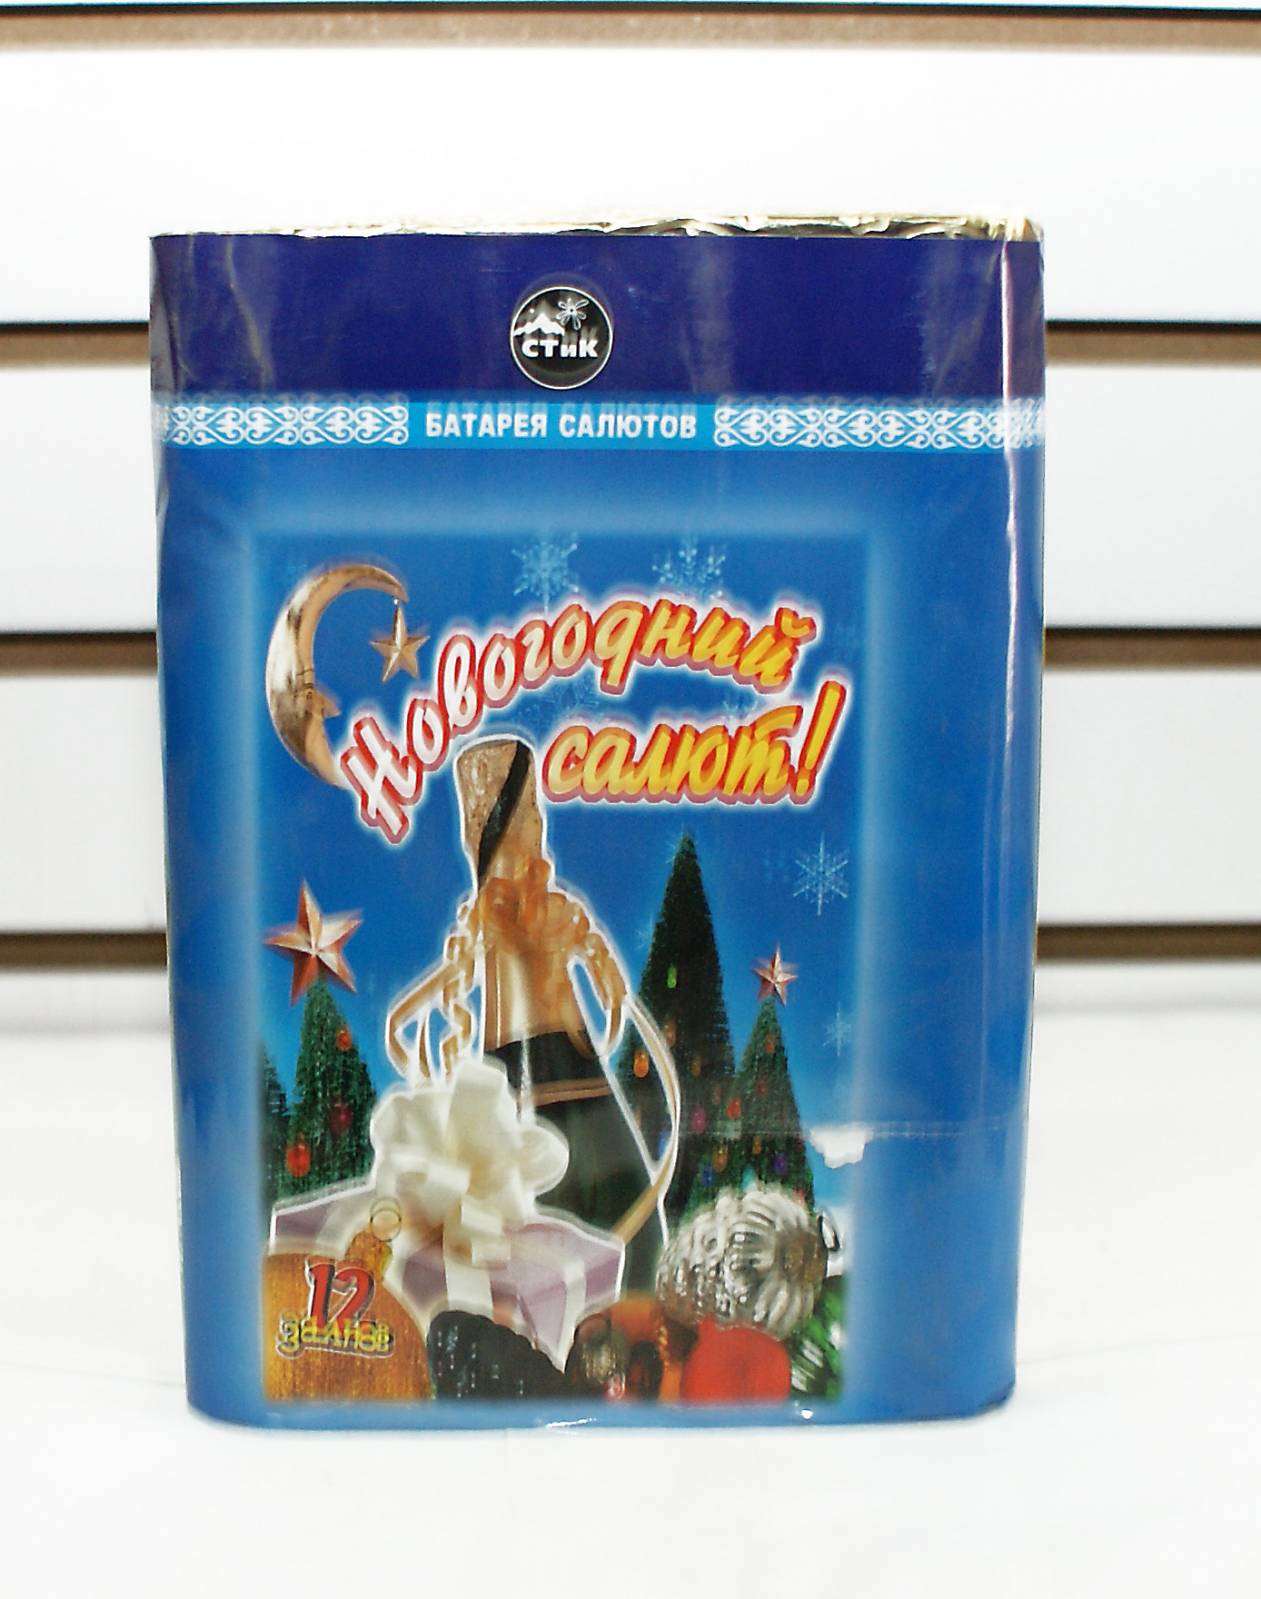 СТиК
БАТАРЕЯ САЛЮТОВ
Новогодний
салют!
12
залпов